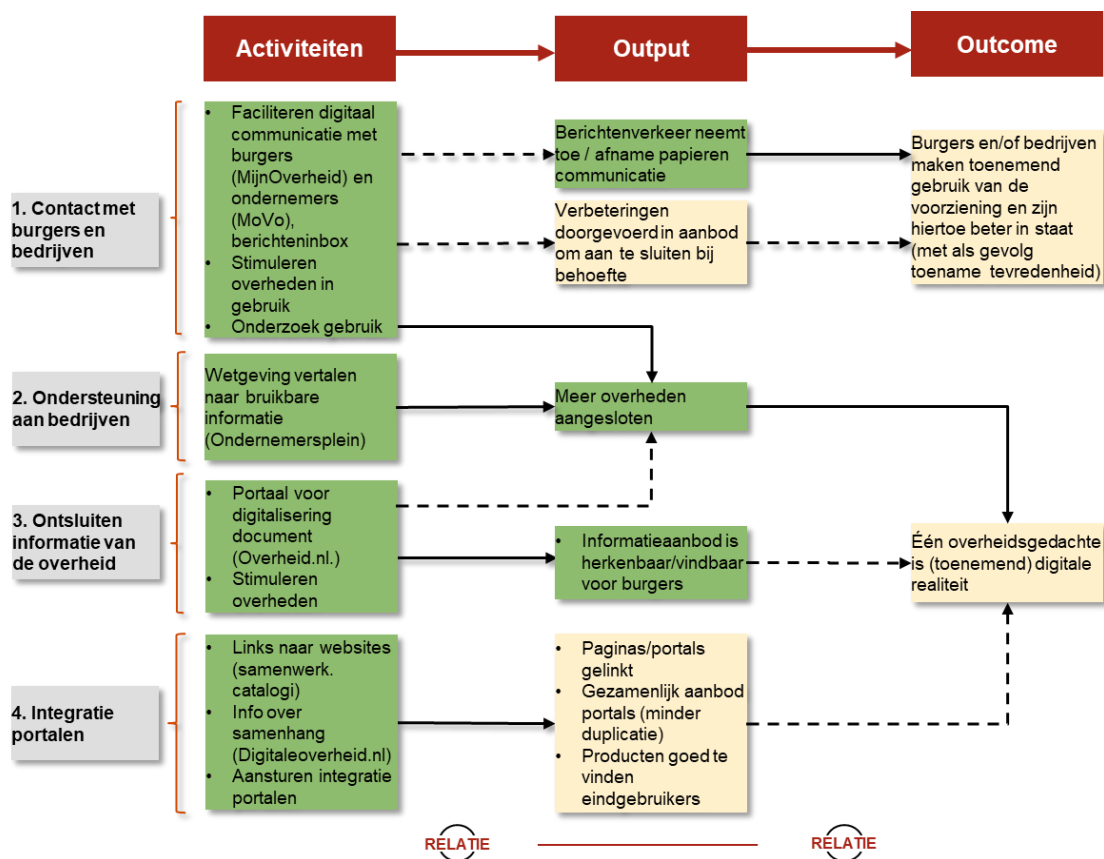 Activiteiten
Output
Outcome
1. Contact met
burgers en
bedrijven
• Faciliteren digitaal
communicatie met
burgers
(MijnOverheid) en
ondernemers
(MoVo),
berichteninbox
• Stimuleren
overheden in
gebruik
• Onderzoek gebruik
Berichtenverkeer neemt
toe / afname papieren
communicatie
Verbeteringen
doorgevoerd in aanbod
om aan te sluiten bij
behoefte
Burgers en/of bedrijven
maken toenemend
gebruik van de
voorziening en zijn
hiertoe beter in staat
(met als gevolg
toename tevredenheid)
2. Ondersteuning
aan bedrijven
Wetgeving vertalen
naar bruikbare
informatie
(Ondernemersplein)
Meer overheden
aangesloten
3. Ontsluiten
informatie van
de overheid
• Portaal voor
digitalisering
document
(Overheid.nl.)
• Stimuleren
overheden
• Informatieaanbod is
herkenbaar/vindbaar
voor burgers
Één overheidsgedachte
is (toenemend) digitale
realiteit
4. Integratie
portalen
• Links naar websites
(samenwerk.
catalogi)
• Info over
samenhang
(Digitaleoverheid.nl)
• Aansturen integratie
portalen
• Paginas/portals
gelinkt
• Gezamenlijk aanbod
portals (minder
duplicatie)
• Producten goed te
vinden
eindgebruikers
RELATIE
RELATIE